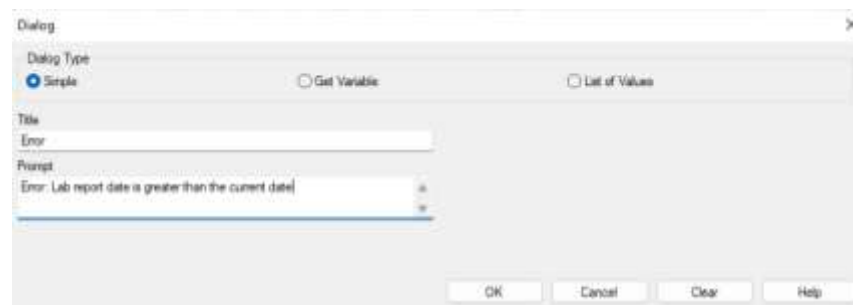 Dialog
Dialog Type
Simple Get Variable List of Values
Title
Error
Prompt
Error: Lab report date is greater than the current date
OK Cancel Clear Help